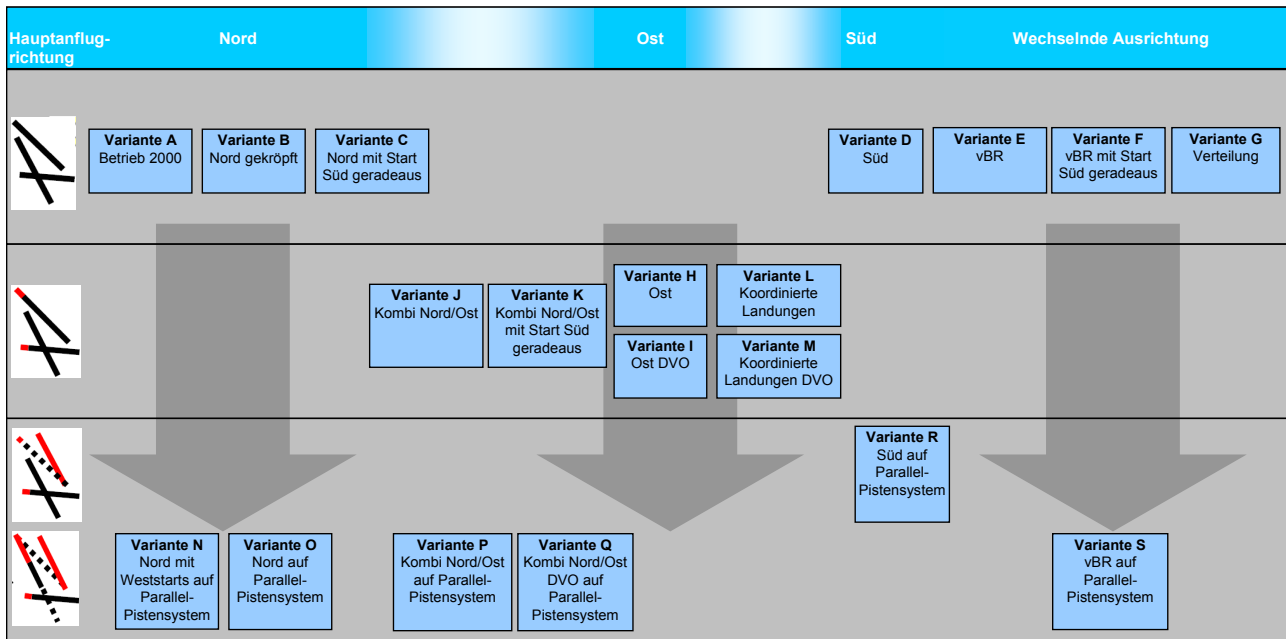 Hauptanflug-
richtung
Nord
Ost
Süd
Wechselnde Ausrichtung
Variante A
Betrieb 2000
Variante B
Nord gekröpft
Variante C
Nord mit Start
Süd geradeaus
Variante D
Süd
Variante E
vBR
Variante F
vBR mit Start
Süd geradeaus
Variante G
Verteilung
Variante J
Kombi Nord/Ost
Variante K
Kombi Nord/Ost
mit Start Süd
geradeaus
Variante H
Ost
Variante L
Koordinierte
Landungen
Variante I
Ost DVO
Variante M
Koordinierte
Landungen DVO
Variante R
Süd auf
Parallel-
Pistensystem
Variante N
Nord mit
Weststarts auf
Parallel-
Pistensystem
Variante O
Nord auf
Parallel-
Pistensystem
Variante P
Kombi Nord/Ost
auf Parallel-
Pistensystem
Variante Q
Kombi Nord/Ost
DVO auf
Parallel-
Pistensystem
Variante S
vBR auf
Parallel-
Pistensystem